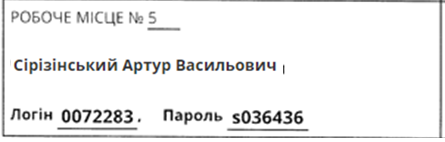 РОБОЧЕ МІСЦЕ № 5
Сірізінський Артур Васильович
Логін 0072283. Пароль s036436